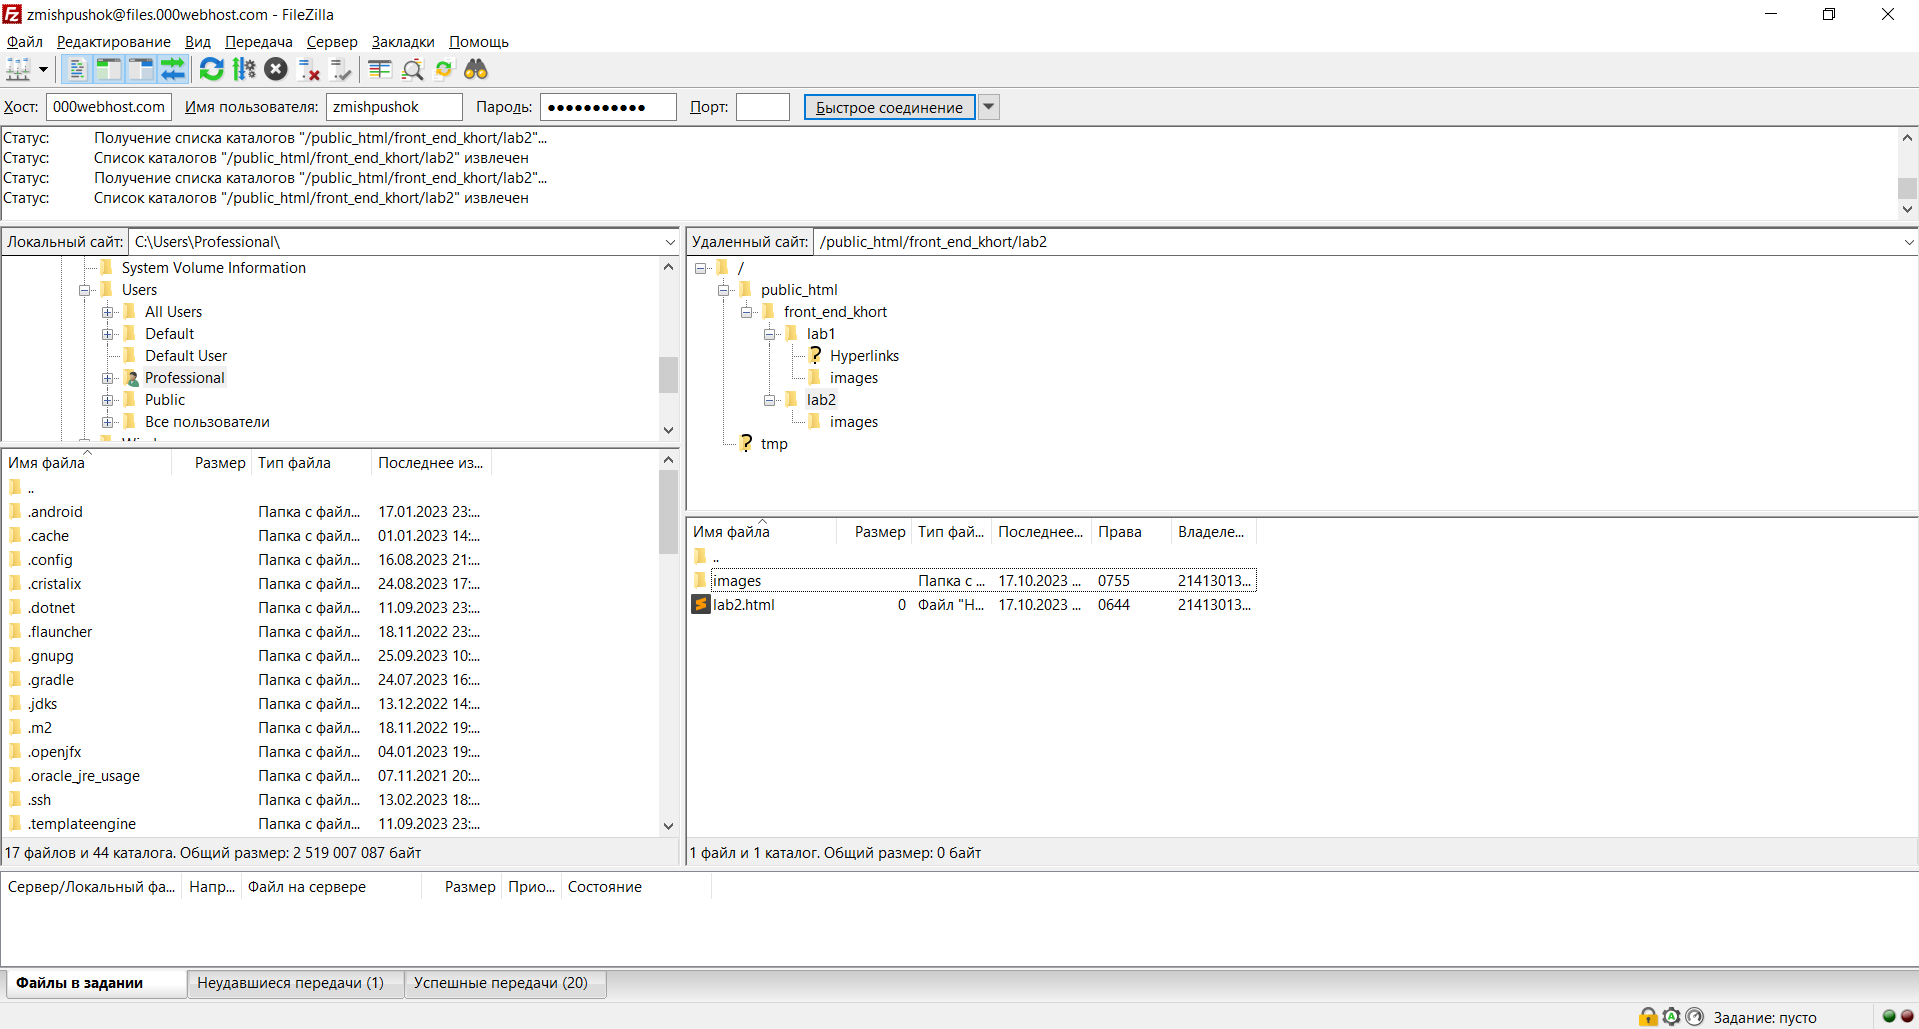 zmishpushok@files.000webhost.com - FileZilla
Файл Редактирование Вид Передача Сервер Закладки Помощь
Хост: 000webhost.com Имя пользователя: zmishpushok Пароль: ●●●●●●●●●●● Порт: Быстрое соединение
Статус: Получение списка каталогов "/public_html/front_end_khort/lab2"...
Статус: Список каталогов "/public_html/front_end_khort/lab2" извлечен
Статус: Получение списка каталогов "/public_html/front_end_khort/lab2"...
Статус: Список каталогов "/public_html/front_end_khort/lab2" извлечен
Локальный сайт: C:\Users\Professional\
System Volume Information
Users
All Users
Default
Default User
Professional
Public
Все пользователи
Имя файла Размер Тип файла Последнее из...
..
.android Папка с файл... 17.01.2023 23:...
.cache Папка с файл... 01.01.2023 14:...
.config Папка с файл... 16.08.2023 21:...
.cristalix Папка с файл... 24.08.2023 17:...
.dotnet Папка с файл... 11.09.2023 23:...
.flauncher Папка с файл... 18.11.2022 23:...
.gnupg Папка с файл... 25.09.2023 10:...
.gradle Папка с файл... 24.07.2023 16:...
.jdks Папка с файл... 13.12.2022 14:...
.m2 Папка с файл... 18.11.2022 19:...
.openjfx Папка с файл... 04.01.2023 19:...
.oracle_jre_usage Папка с файл... 07.11.2021 20:...
.ssh Папка с файл... 13.02.2023 18:...
.templateengine Папка с файл... 11.09.2023 23:...
17 файлов и 44 каталога. Общий размер: 2 519 007 087 байт
Удаленный сайт: /public_html/front_end_khort/lab2
/
public_html
front_end_khort
lab1
Hyperlinks
images
lab2
images
tmp
Имя файла Размер Тип фай... Последнее... Права Владеле...
..
images Папка с ... 17.10.2023 ... 0755 21413013...
lab2.html 0 Файл "H... 17.10.2023 ... 0644 21413013...
1 файл и 1 каталог. Общий размер: 0 байт
Сервер/Локальный фа... Напр... Файл на сервере Размер Прио... Состояние
Файлы в задании Неудавшиеся передачи (1) Успешные передачи (20)
Задание: пусто